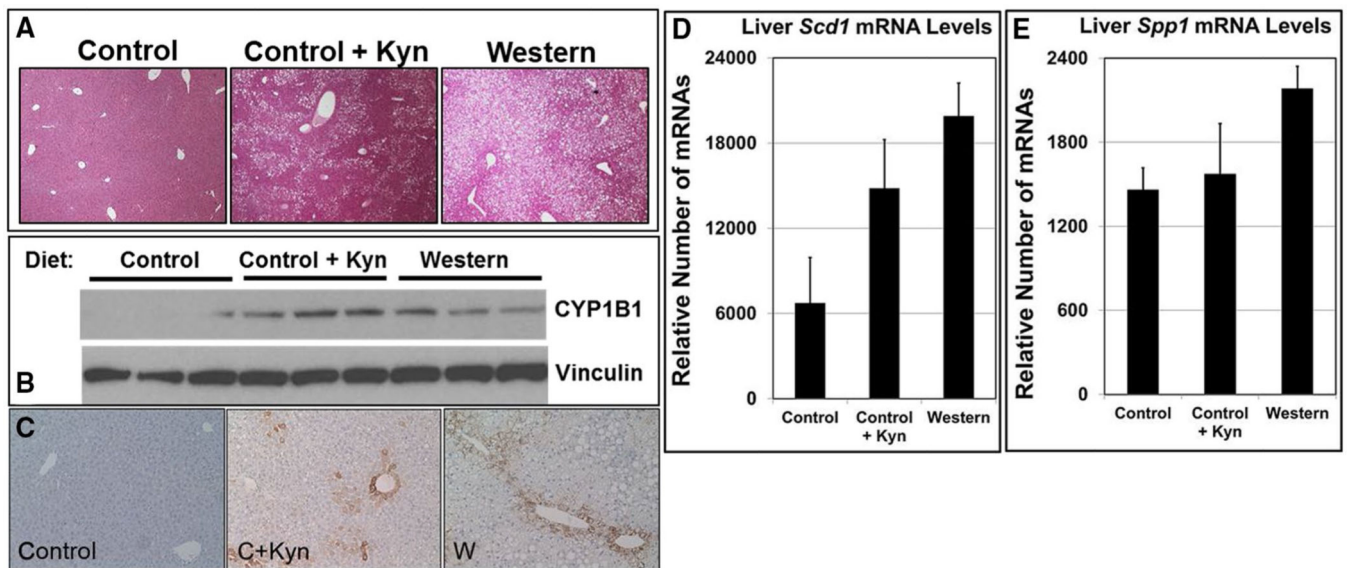 A
Control
Control + Kyn
Western
Diet:
Control
Control + Kyn
Western
CYP1B1
Vinculin
B
C
Control
C+Kyn
W
D
Liver Scd1 mRNA Levels
Relative Number of mRNAs
24000
18000
12000
6000
0
Control
Control
+ Kyn
Western
E
Liver Spp1 mRNA Levels
Relative Number of mRNAs
2400
1800
1200
600
0
Control
Control
+ Kyn
Western